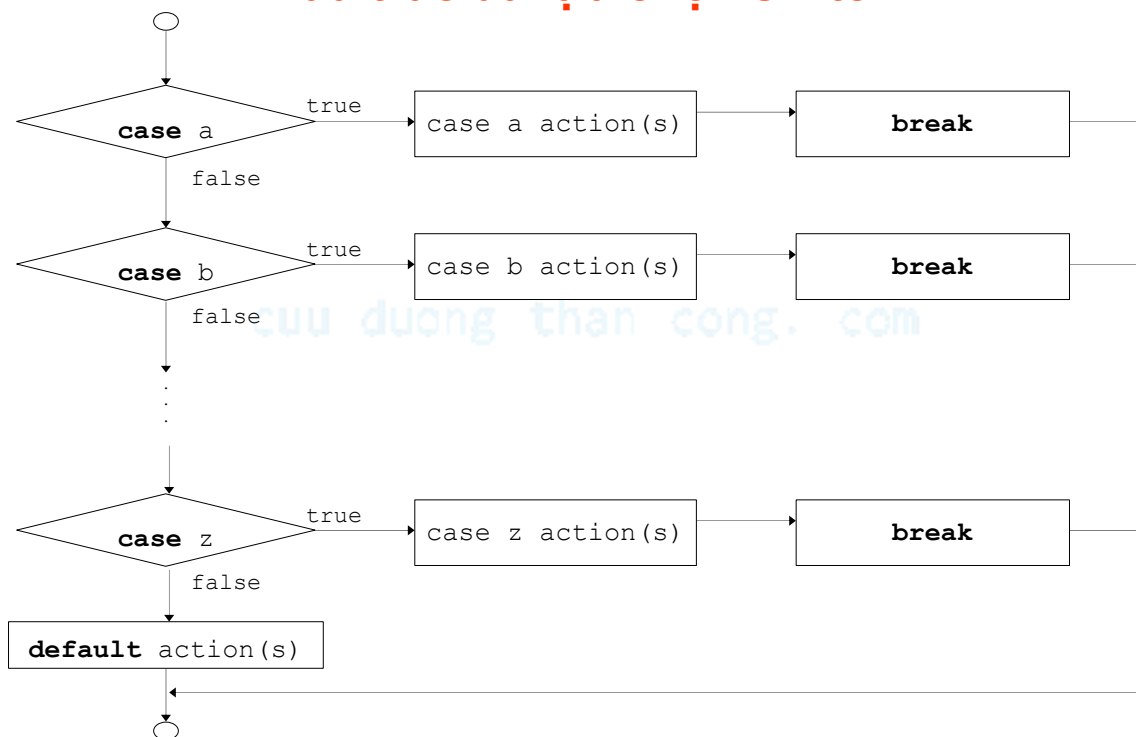 case a
true
case a action(s)
break
false
case b
true
case b action(s)
break
false
cuu duong than cong. com
.
.
.
case z
true
case z action(s)
break
false
default action(s)